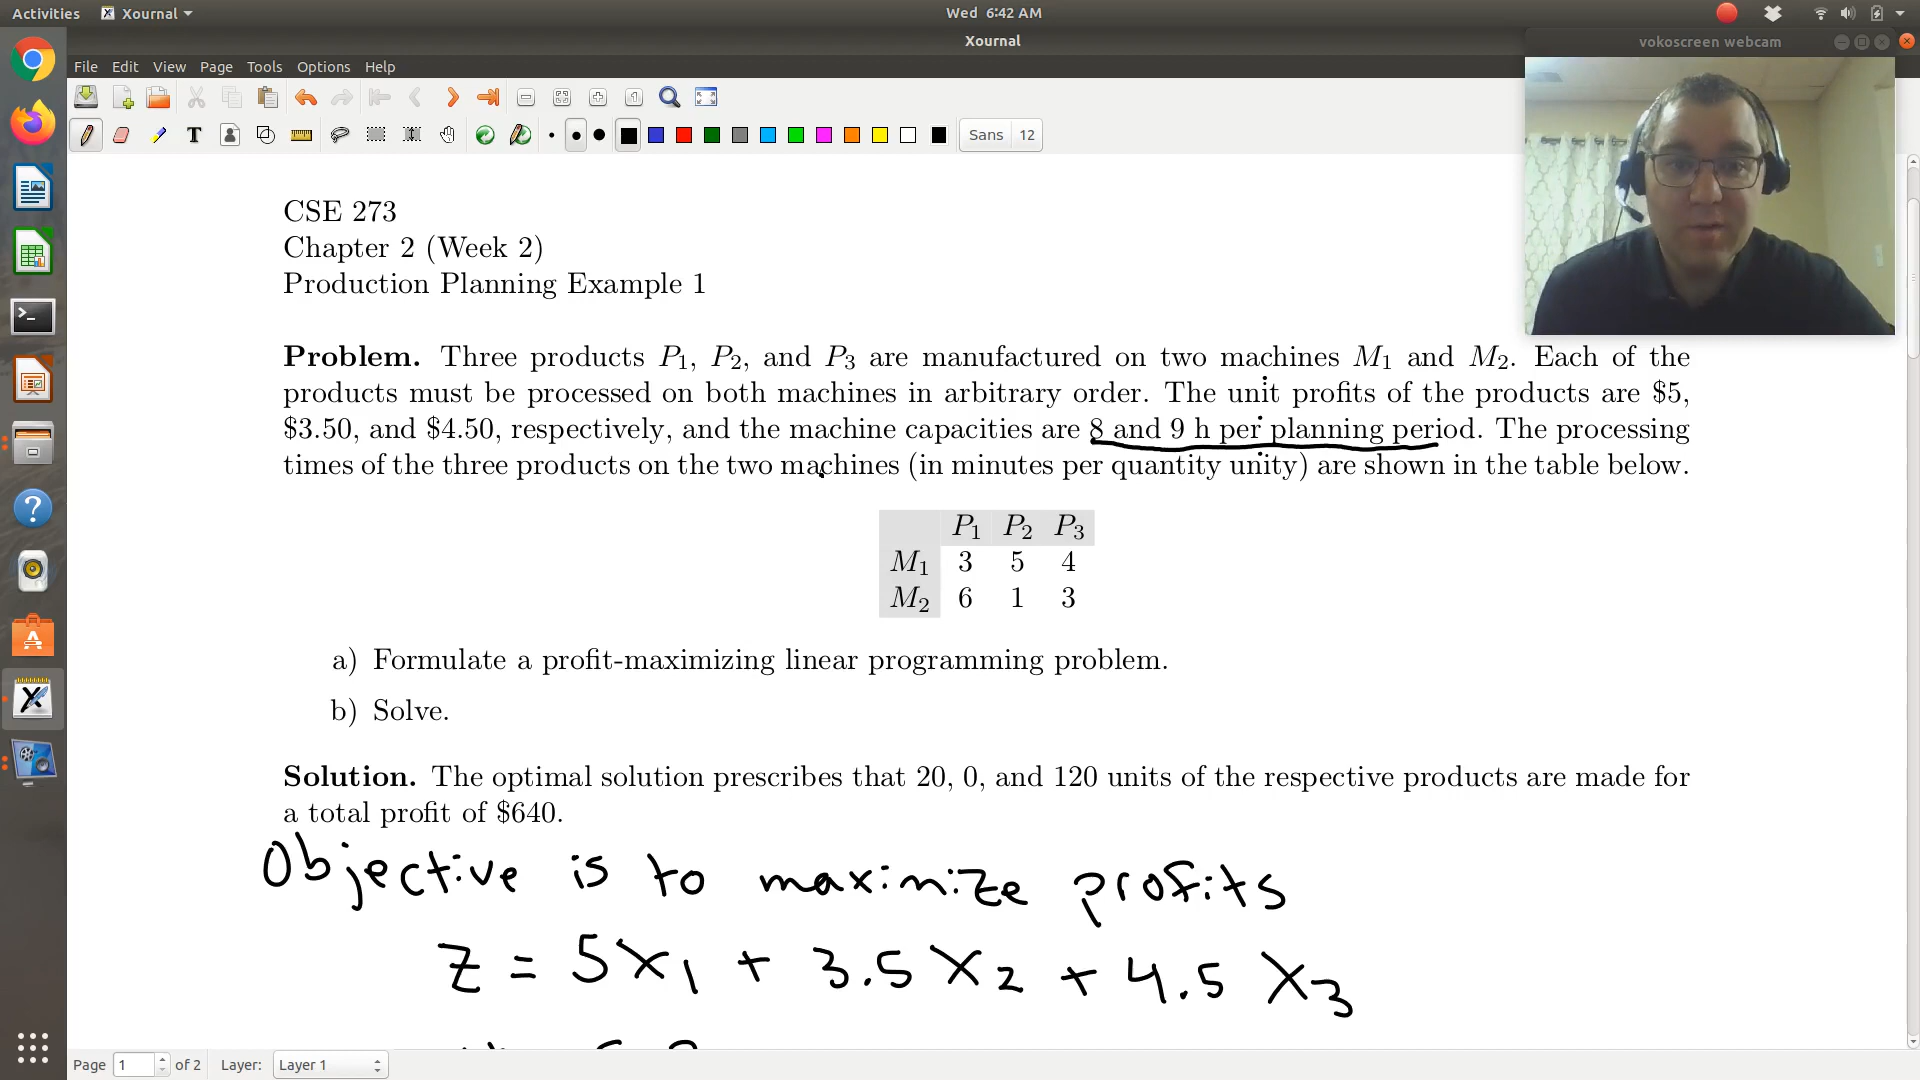 Activities Xournal Wed 6:42 AM
Xournal
vokoscreen webcam
File Edit View Page Tools Options Help
Sans 12
CSE 273
Chapter 2 (Week 2)
Production Planning Example 1
Problem. Three products P1, P2, and P3 are manufactured on two machines M1 and M2. Each of the
products must be processed on both machines in arbitrary order. The unit profits of the products are $5,
$3.50, and $4.50, respectively, and the machine capacities are 8 and 9 h per planning period. The processing
times of the three products on the two machines (in minutes per quantity unity) are shown in the table below.
P1 P2 P3
M1 3 5 4
M2 6 1 3
a) Formulate a profit-maximizing linear programming problem.
b) Solve.
Solution. The optimal solution prescribes that 20, 0, and 120 units of the respective products are made for
a total profit of $640.
Objective is to maximize profits
z = 5x1 + 3.5x2 + 4.5 x3
Page 1 of 2 Layer: Layer 1